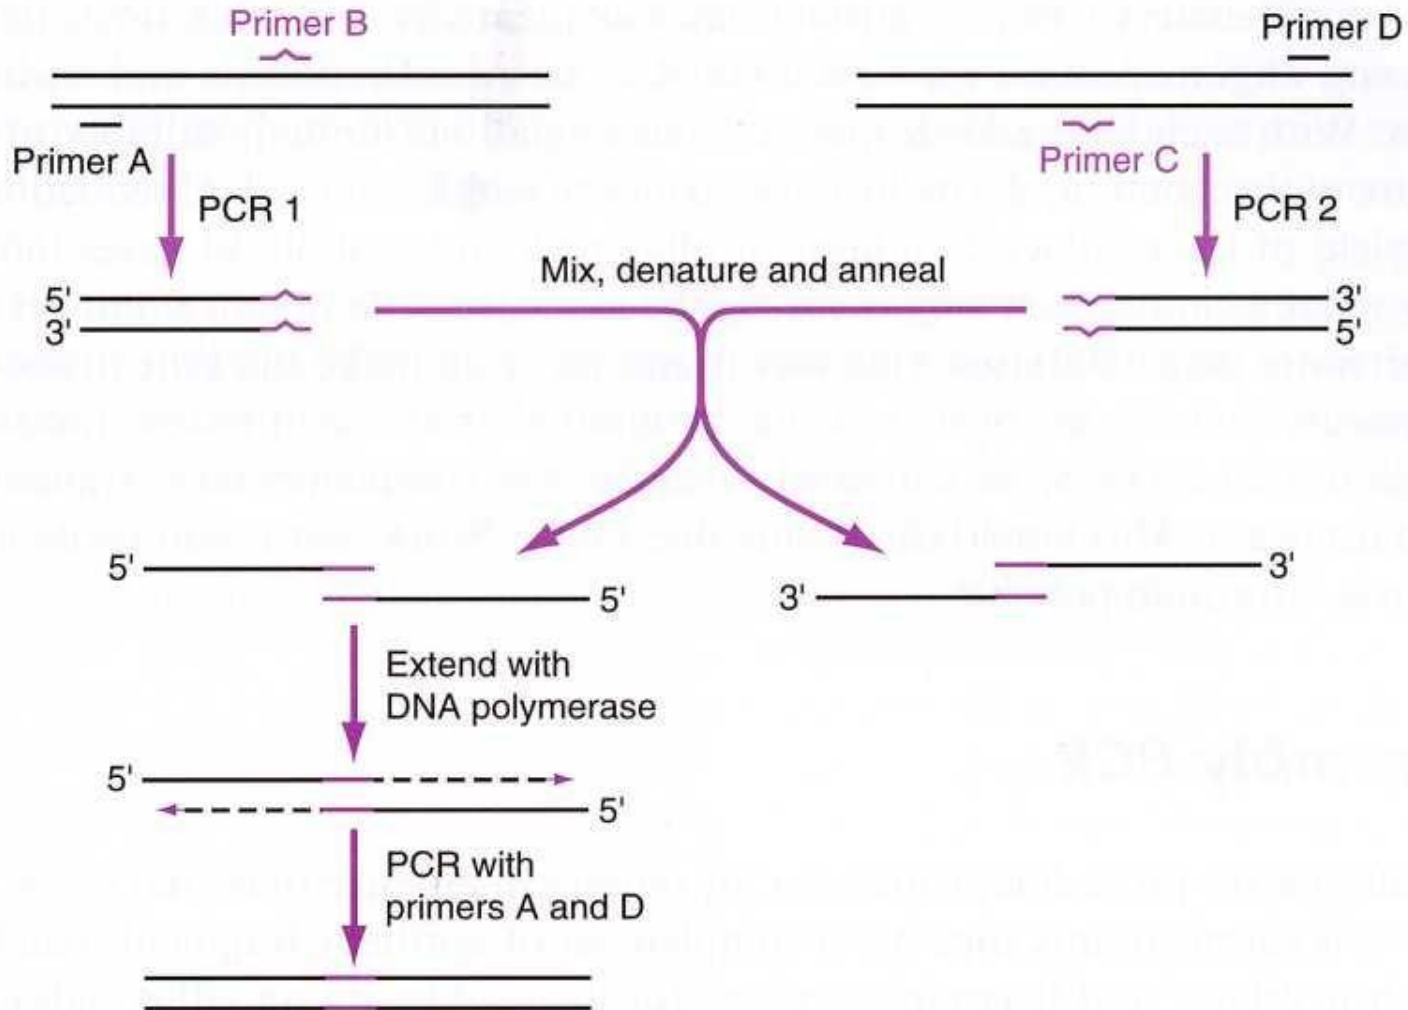 Primer B
Primer D
Primer A
Primer C
PCR 1
PCR 2
Mix, denature and anneal
5'
3'
3'
5'
5'
5'
3'
3'
Extend with
DNA polymerase
5'
5'
PCR with
primers A and D